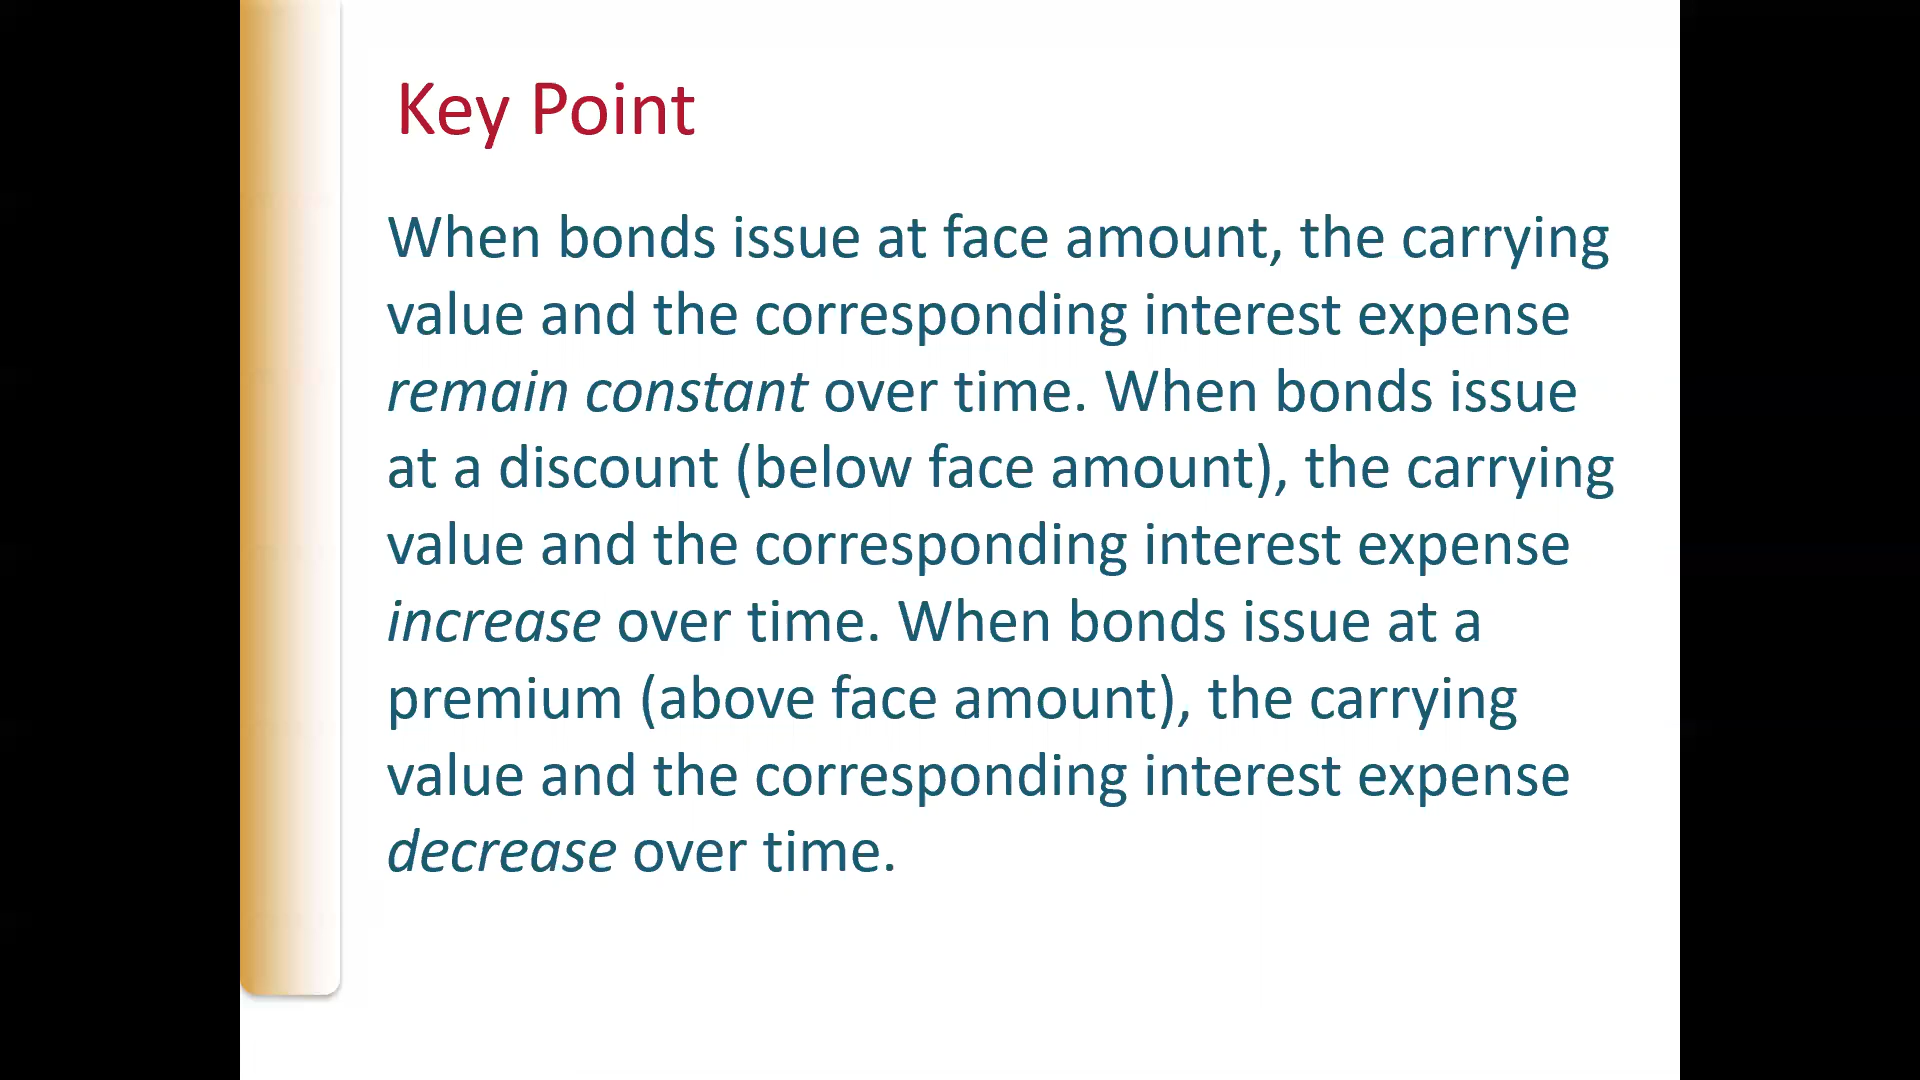 Key Point
When bonds issue at face amount, the carrying
value and the corresponding interest expense
remain constant over time. When bonds issue
at a discount (below face amount), the carrying
value and the corresponding interest expense
increase over time. When bonds issue at a
premium (above face amount), the carrying
value and the corresponding interest expense
decrease over time.